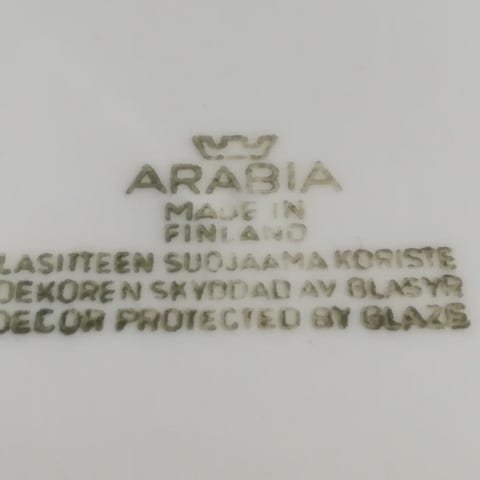 ARABIA
MADE IN
FINLAND
LASITTEEN SUOJAAMA KORISTE
DEKOREN SKYDDAD AV GLASYR
DECOR PROTECTED BY GLAZE